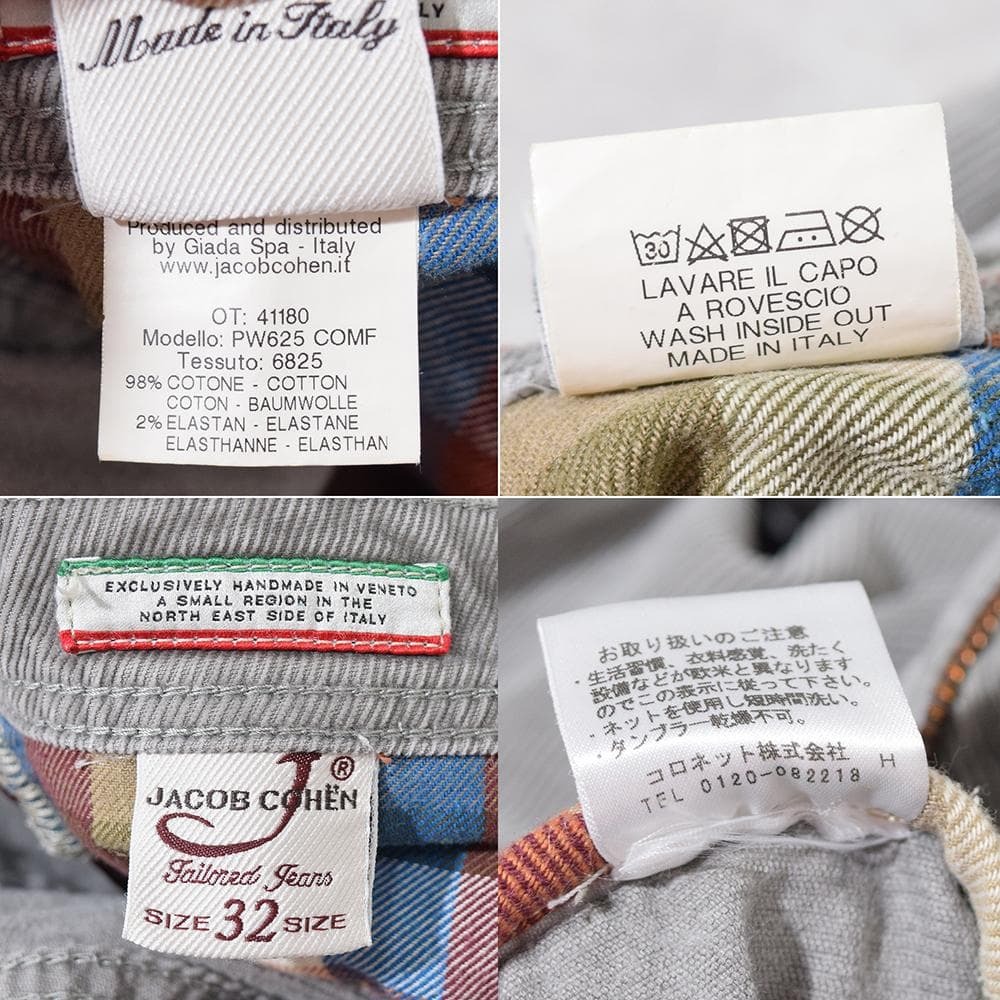 LY
Made in Italy
Produced and distributed
by Giada Spa - Italy
www.jacobcohen.it
OT: 41180
Modello: PW625 COMF
Tessuto: 6825
98% COTONE - COTTON
COTON - BAUMWOLLE
2% ELASTAN - ELASTANE
ELASTHANNE - ELASTHAN
30
LAVARE IL CAPO
A ROVESCIO
WASH INSIDE OUT
MADE IN ITALY
EXCLUSIVELY HANDMADE IN VENETO
A SMALL REGION IN THE
NORTH EAST SIDE OF ITALY
J®
JACOB COHËN
Tailored Jeans
SIZE 32 SIZE
お取り扱いのご注意
・生活習慣、衣料感覚、洗たく
設備などが欧米と異なります
のでこの表示に従って下さい。
・ネットを使用し短時間洗い。
・タンブラー乾燥不可。
コロネット株式会社 H
TEL 0120-082218